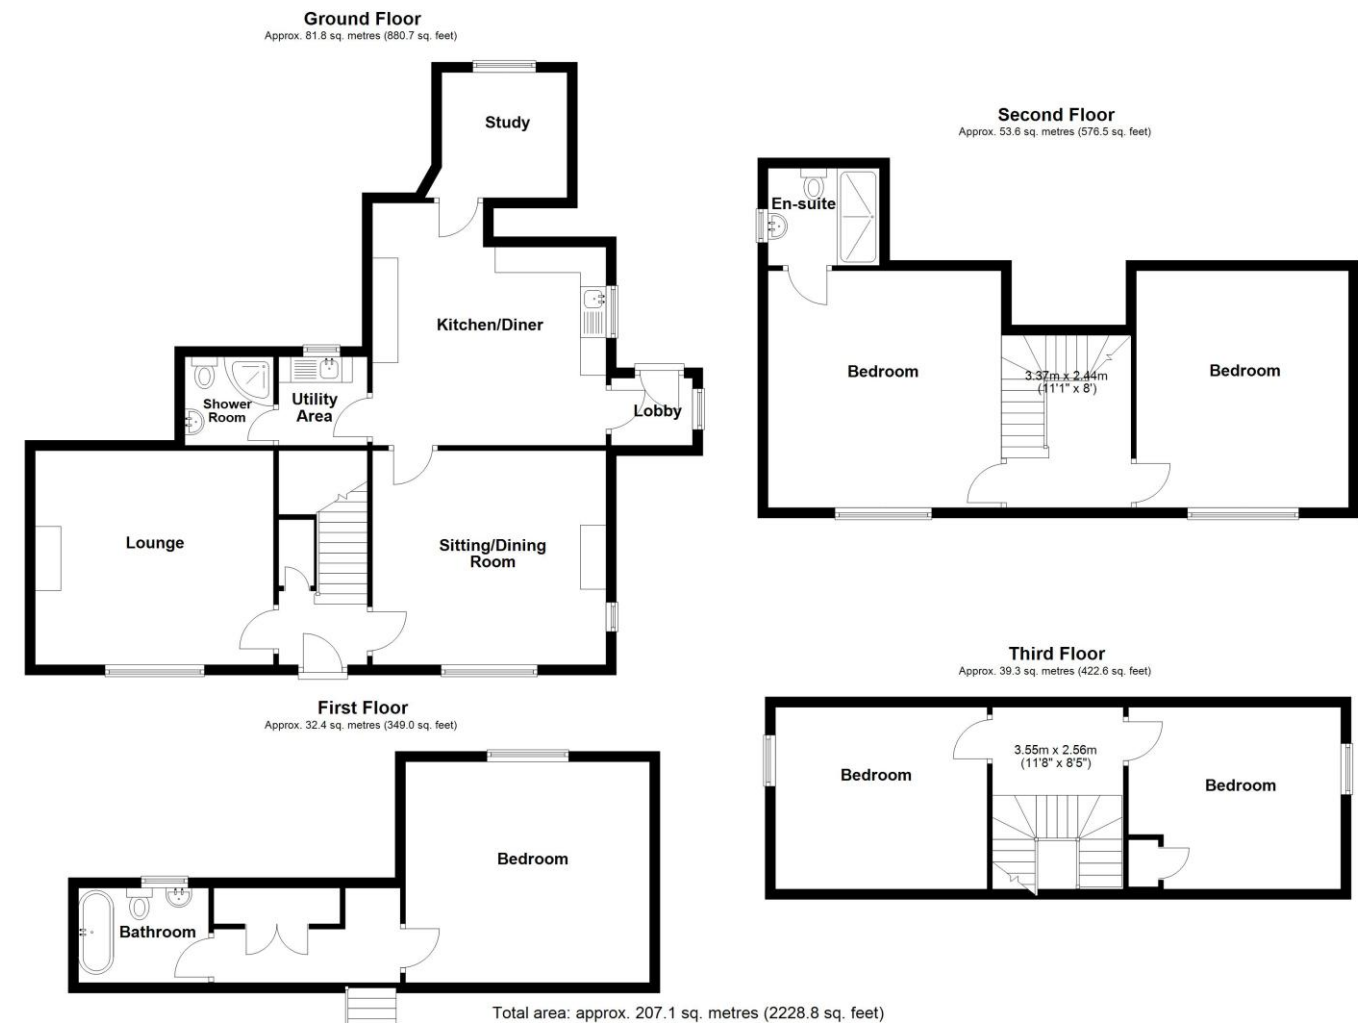 Ground Floor
Approx. 81.8 sq. metres (880.7 sq. feet)
Study
Kitchen/Diner
Shower
Room
Utility
Area
Lobby
Lounge
Sitting/Dining
Room
First Floor
Approx. 32.4 sq. metres (349.0 sq. feet)
Bedroom
Bathroom
Second Floor
Approx. 53.6 sq. metres (576.5 sq. feet)
En-suite
Bedroom
3.37m x 2.44m
(11'1" x 8')
Bedroom
Third Floor
Approx. 39.3 sq. metres (422.6 sq. feet)
Bedroom
3.55m x 2.56m
(11'8" x 8'5")
Bedroom
Total area: approx. 207.1 sq. metres (2228.8 sq. feet)